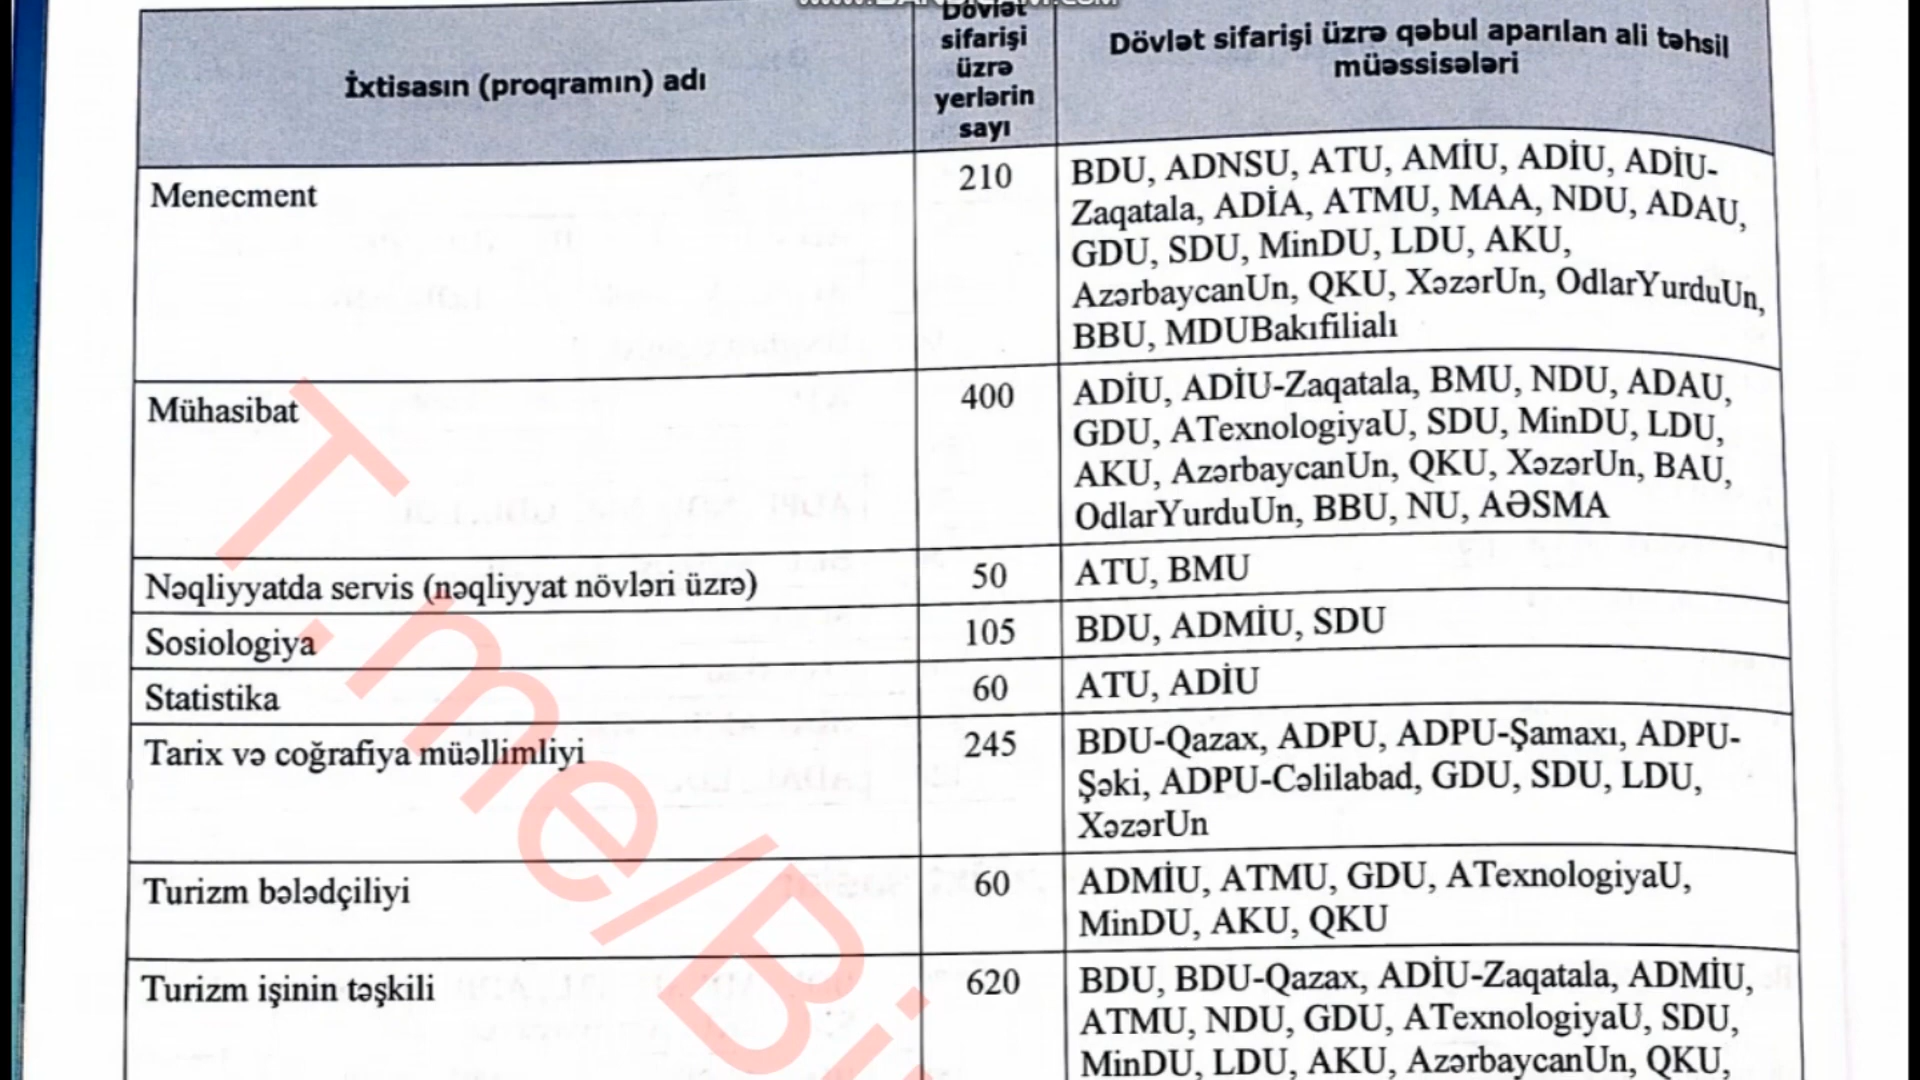 İxtisasın (proqramın) adı
Dövlət
sifarişi
üzrə
yerlərin
sayı
Dövlət sifarişi üzrə qəbul aparılan ali təhsil
müəssisələri
Menecment
210
BDU, ADNSU, ATU, AMİU, ADİU, ADİU-
Zaqatala, ADİA, ATMU, MAA, NDU, ADAU,
GDU, SDU, MinDU, LDU, AKU,
AzərbaycanUn, QKU, XəzərUn, OdlarYurduUn,
BBU, MDUBakıfilialı
Mühasibat
400
ADİU, ADİU-Zaqatala, BMU, NDU, ADAU,
GDU, ATexnologiyaU, SDU, MinDU, LDU,
AKU, AzərbaycanUn, QKU, XəzərUn, BAU,
OdlarYurduUn, BBU, NU, AƏSMA
Nəqliyyatda servis (nəqliyyat növləri üzrə)
50
ATU, BMU
Sosiologiya
105
BDU, ADMİU, SDU
Statistika
60
ATU, ADİU
Tarix və coğrafiya müəllimliyi
245
BDU-Qazax, ADPU, ADPU-Şamaxı, ADPU-
Şəki, ADPU-Cəlilabad, GDU, SDU, LDU,
XəzərUn
Turizm bələdçiliyi
60
ADMİU, ATMU, GDU, ATexnologiyaU,
MinDU, AKU, QKU
Turizm işinin təşkili
620
BDU, BDU-Qazax, ADİU-Zaqatala, ADMİU,
ATMU, NDU, GDU, ATexnologiyaU, SDU,
MinDU, LDU, AKU, AzərbaycanUn, QKU,
T.me/Bi